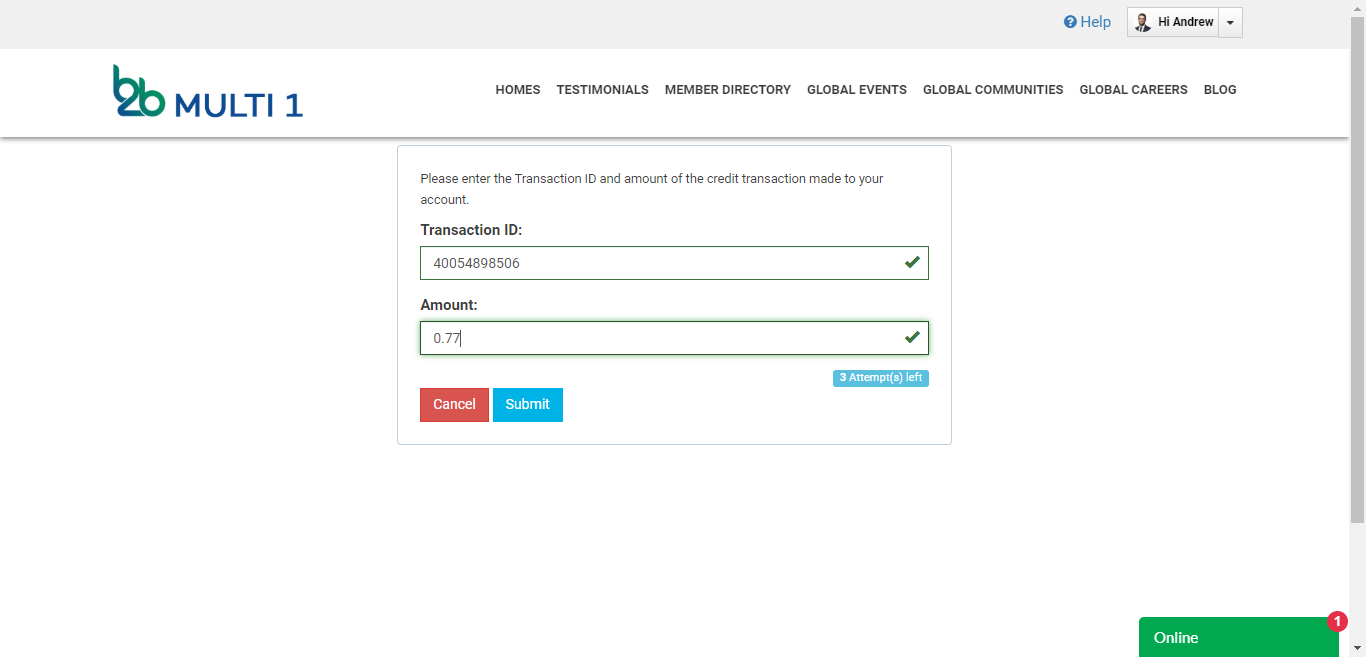 Help
Hi Andrew
b2b MULTI 1
HOMES TESTIMONIALS MEMBER DIRECTORY GLOBAL EVENTS GLOBAL COMMUNITIES GLOBAL CAREERS BLOG
Please enter the Transaction ID and amount of the credit transaction made to your
account.
Transaction ID:
40054898506
Amount:
0.77
3 Attempt(s) left
Cancel Submit
1
Online